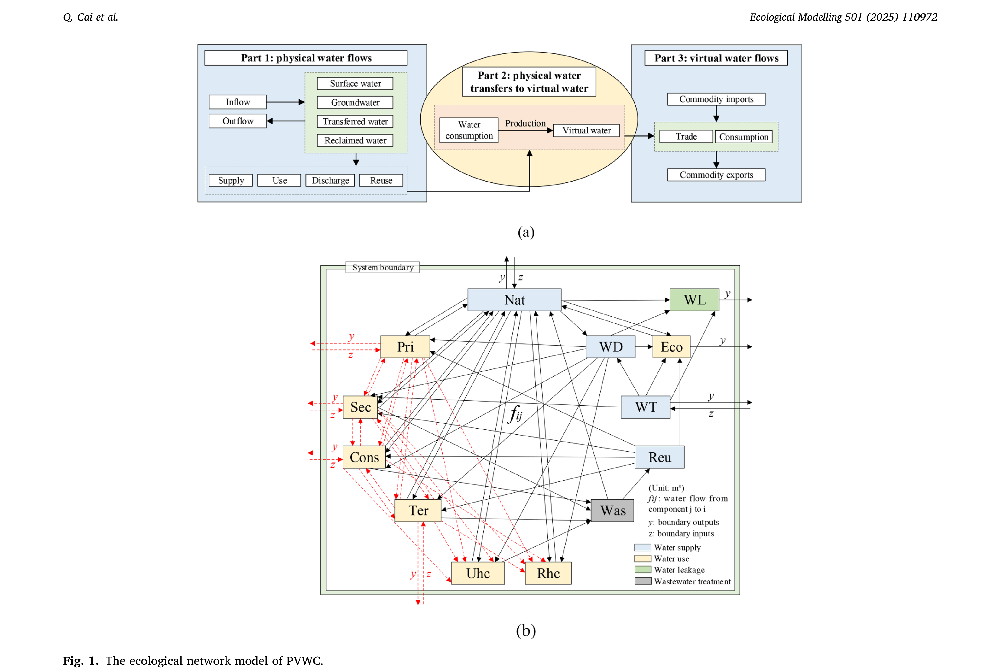 Q. Cai et al.
Ecological Modelling 501 (2025) 110972
Part 1: physical water flows
Inflow
Outflow
Surface water
Groundwater
Transferred water
Reclaimed water
Supply
Use
Discharge
Reuse
Part 2: physical water
transfers to virtual water
Water
consumption
Production
Virtual water
Part 3: virtual water flows
Commodity imports
Trade
Consumption
Commodity exports
(a)
System boundary
y
z
Nat
WL
y
y
z
Pri
WD
Eco
y
y
z
Sec
fij
WT
y
z
y
z
Cons
Reu
Ter
Was
(Unit: m³)
fij: water flow from
component j to i
y: boundary outputs
z: boundary inputs
Water supply
Water use
Water leakage
Wastewater treatment
y
z
Uhc
Rhc
(b)
Fig. 1. The ecological network model of PVWC.